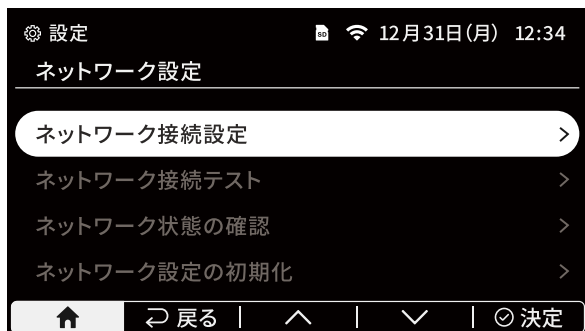 設定 SD 12月31日(月) 12:34
ネットワーク設定
ネットワーク接続設定
ネットワーク接続テスト
ネットワーク状態の確認
ネットワーク設定の初期化
戻る 決定